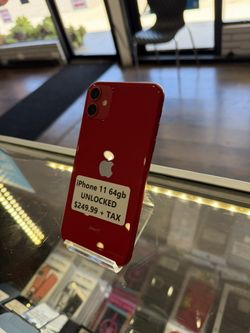 iPhone 11 64gb
UNLOCKED
$249.99 + TAX